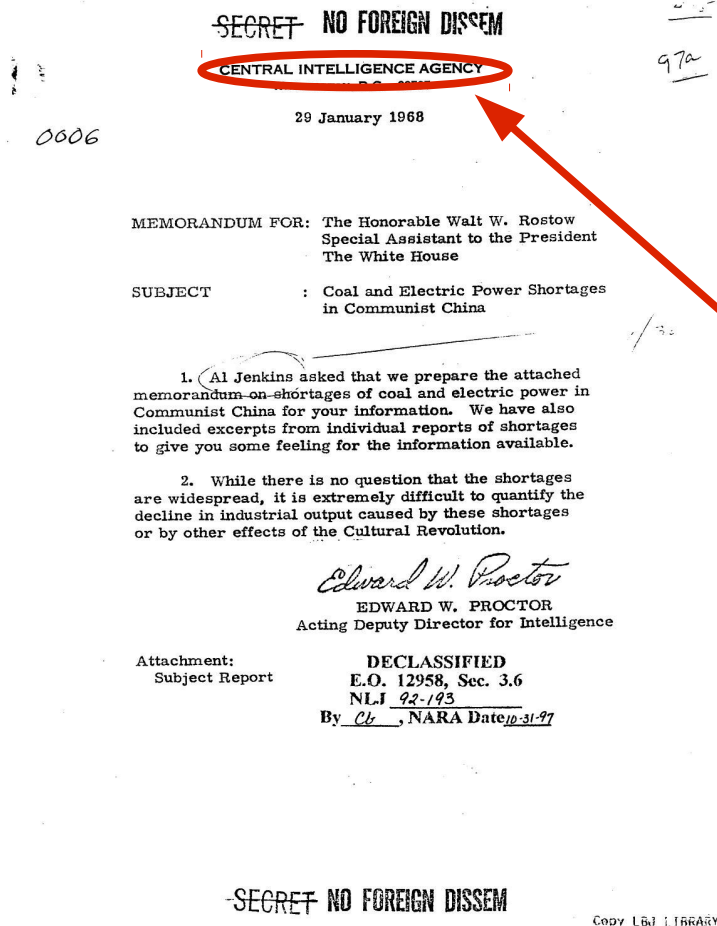 SECRET NO FOREIGN DISSEM
97a
CENTRAL INTELLIGENCE AGENCY
29 January 1968
0006
MEMORANDUM FOR: The Honorable Walt W. Rostow
Special Assistant to the President
The White House
SUBJECT : Coal and Electric Power Shortages
in Communist China
1. Al Jenkins asked that we prepare the attached
memorandum on shortages of coal and electric power in
Communist China for your information. We have also
included excerpts from individual reports of shortages
to give you some feeling for the information available.
2. While there is no question that the shortages
are widespread, it is extremely difficult to quantify the
decline in industrial output caused by these shortages
or by other effects of the Cultural Revolution.
Edward W. Proctor
EDWARD W. PROCTOR
Acting Deputy Director for Intelligence
Attachment:
Subject Report
DECLASSIFIED
E.O. 12958, Sec. 3.6
NLJ 92-193
By Cb, NARA Date 10-31-97
SECRET NO FOREIGN DISSEM
Copy LBJ LIBRARY